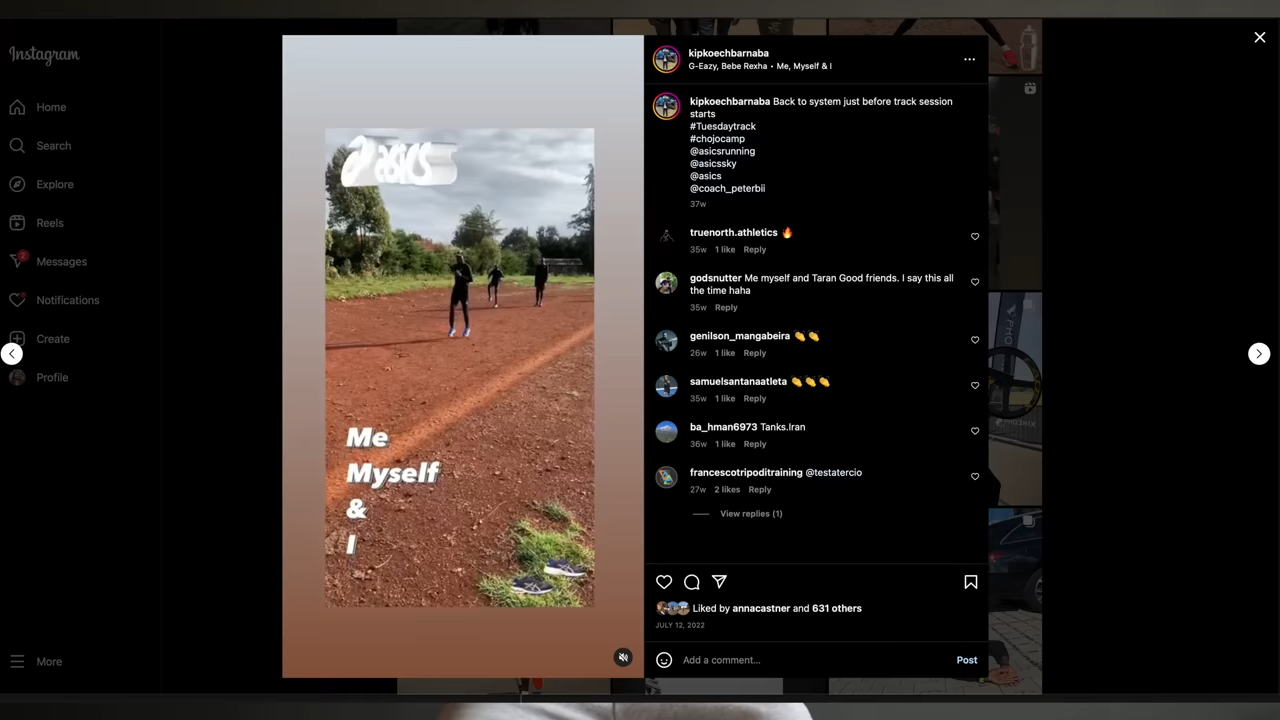 Instagram
Home
Search
Explore
Reels
2
Messages
Notifications
Create
Profile
More
asics
Me
Myself
&
I
kipkoechbarnaba
G-Eazy, Bebe Rexha • Me, Myself & I
kipkoechbarnaba Back to system just before track session
starts
#Tuesdaytrack
#chojocamp
@asicsrunning
@asicssky
@asics
@coach_peterbii
37w
truenorth.athletics 🔥
35w 1 like Reply
godsnutter Me myself and Taran Good friends. I say this all
the time haha
35w Reply
genilson_mangabeira 👏👏
26w 1 like Reply
samuelsantanaatleta 👏👏👏
35w 1 like Reply
ba_hman6973 Tanks.Iran
36w 1 like Reply
francescotripoditraining @testatercio
27w 2 likes Reply
View replies (1)
Liked by annacastner and 631 others
JULY 12, 2022
Add a comment...
Post